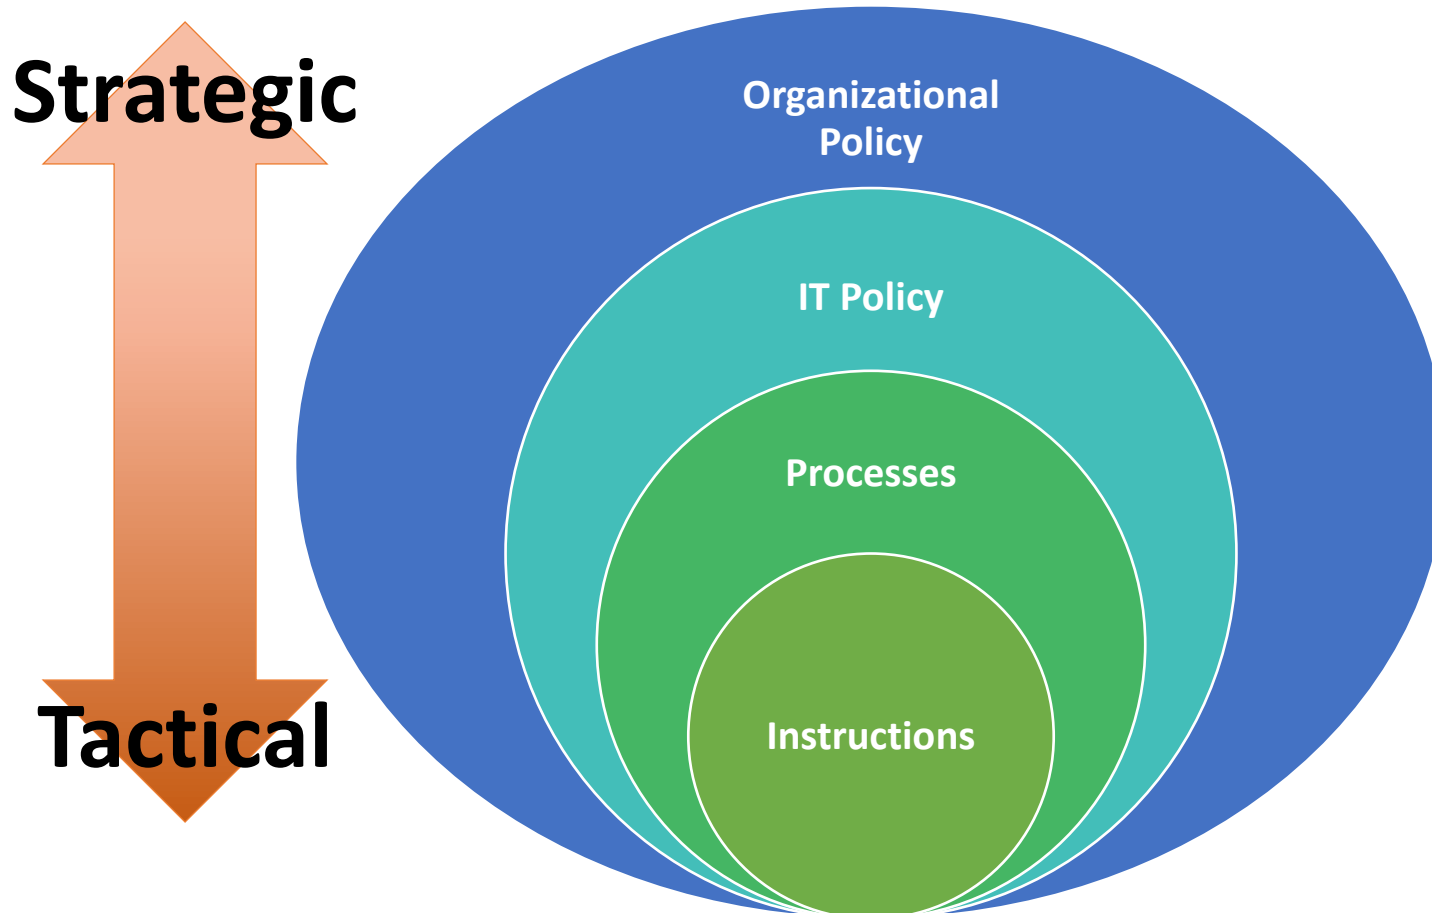 Strategic
Organizational
Policy
IT Policy
Processes
Tactical
Instructions